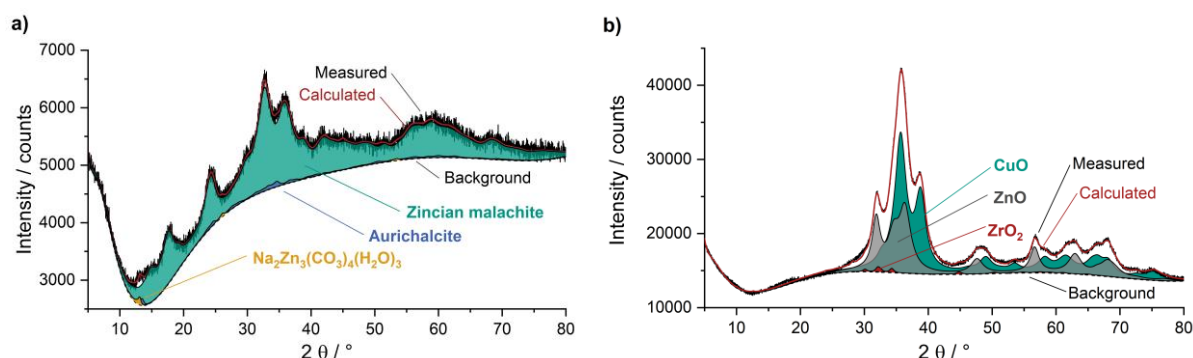 a)
7000
6000
5000
4000
3000
Intensity / counts
Measured
Calculated
Background
Zincian malachite
Aurichalcite
Na₂Zn₃(CO₃)₄(H₂O)₃
10 20 30 40 50 60 70 80
2 θ / °
b)
40000
30000
20000
10000
Intensity / counts
CuO
Measured
ZnO
Calculated
ZrO₂
Background
10 20 30 40 50 60 70 80
2 θ / °